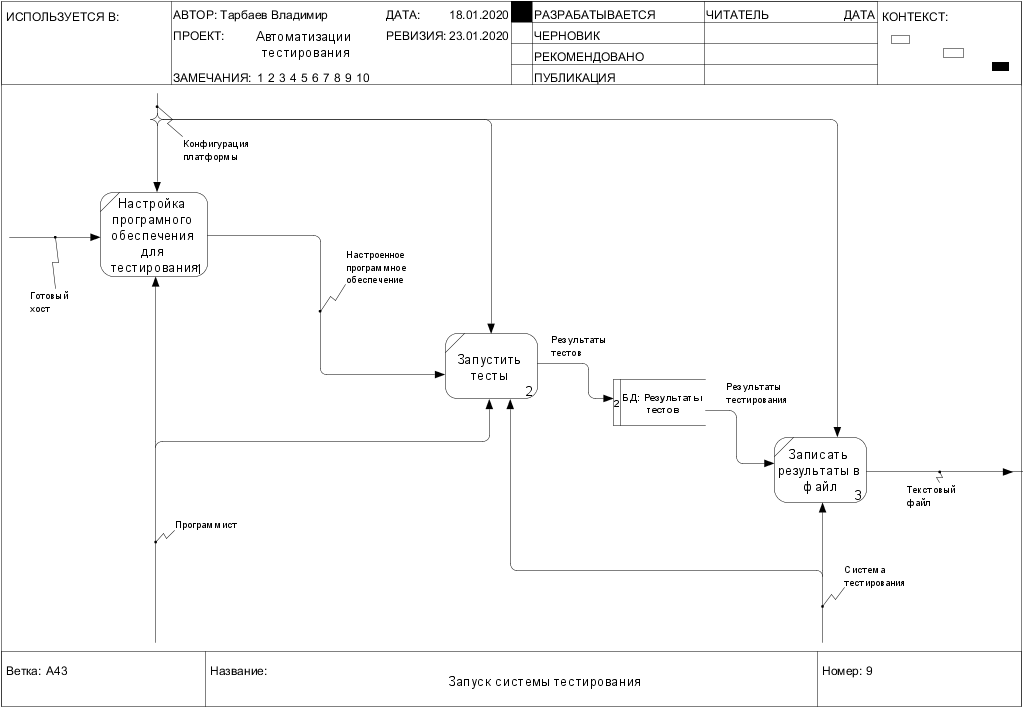 ИСПОЛЬЗУЕТСЯ В:
АВТОР: Тарбаев Владимир
ДАТА: 18.01.2020
ПРОЕКТ: Автоматизации
тестирования
РЕВИЗИЯ: 23.01.2020
ЗАМЕЧАНИЯ: 1 2 3 4 5 6 7 8 9 10
РАЗРАБАТЫВАЕТСЯ
ЧЕРНОВИК
РЕКОМЕНДОВАНО
ПУБЛИКАЦИЯ
ЧИТАТЕЛЬ
ДАТА
КОНТЕКСТ:
Конфигурация
платформы
Настройка
програмного
обеспечения
для
тестирования
1
Готовый
хост
Настроенное
программное
обеспечение
Запустить
тесты
2
Результаты
тестов
2
БД: Результаты
тестов
Результаты
тестирования
Записать
результаты в
файл
3
Текстовый
файл
Программист
Система
тестирования
Ветка: A43
Название:
Запуск системы тестирования
Номер: 9